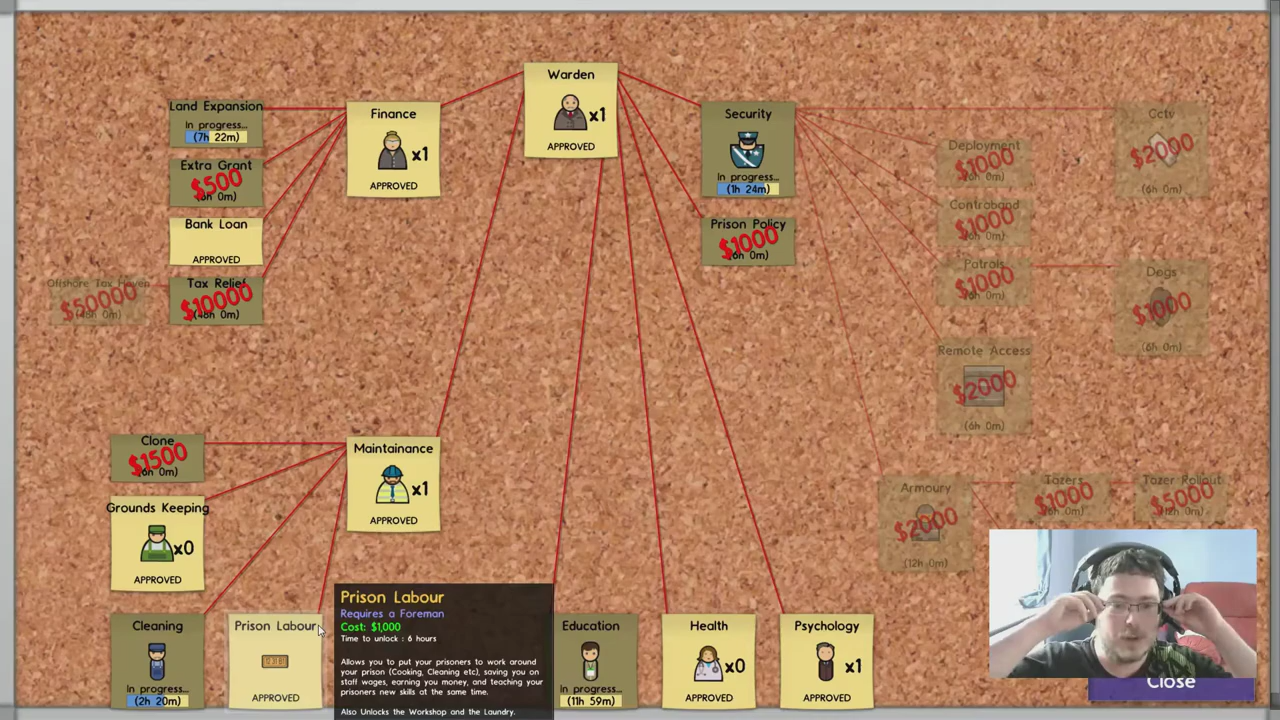 Warden
x1
APPROVED
Land Expansion
In progress...
(7h 22m)
Extra Grant
$500
(6h 0m)
Bank Loan
APPROVED
Offshore Tax Haven
$50000
(48h 0m)
Tax Relief
$10000
(48h 0m)
Finance
x1
APPROVED
Security
In progress...
(1h 24m)
Prison Policy
$1000
(6h 0m)
Deployment
$1000
(6h 0m)
Contraband
$1000
(6h 0m)
Patrols
$1000
(6h 0m)
Remote Access
$2000
(6h 0m)
Cctv
$2000
(6h 0m)
Dogs
$1000
(6h 0m)
Armoury
$2000
(12h 0m)
Tazers
$1000
(6h 0m)
Tazer Rollout
$5000
(12h 0m)
Clone
$1500
(6h 0m)
Maintainance
x1
APPROVED
Grounds Keeping
x0
APPROVED
Cleaning
In progress...
(2h 20m)
Prison Labour
APPROVED
Prison Labour
Requires a Foreman
Cost: $1,000
Time to unlock : 6 hours
Allows you to put your prisoners to work around
your prison (Cooking, Cleaning etc), saving you on
staff wages, earning you money, and teaching your
prisoners new skills at the same time.
Also Unlocks the Workshop and the Laundry.
Education
In progress...
(11h 59m)
Health
x0
APPROVED
Psychology
x1
APPROVED
Close